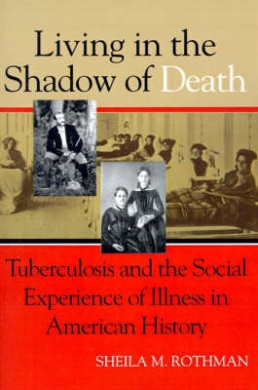 Living in the
Shadow of Death
Tuberculosis and the Social
Experience of Illness in
American History
SHEILA M. ROTHMAN